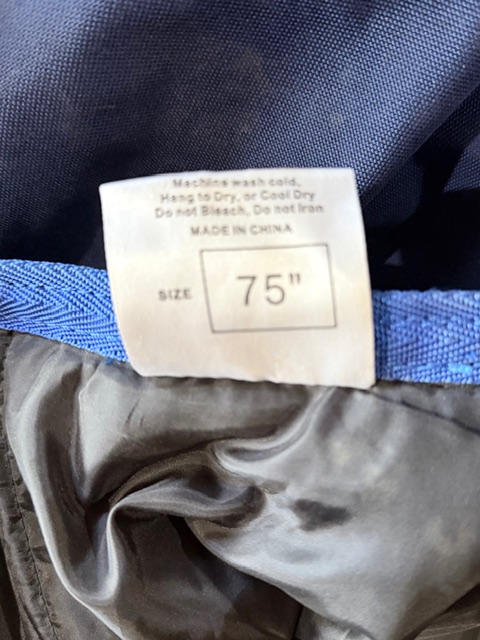 Machine wash cold,
Hang to Dry, or Cool Dry
Do not Bleach, Do not Iron
MADE IN CHINA
SIZE 75"